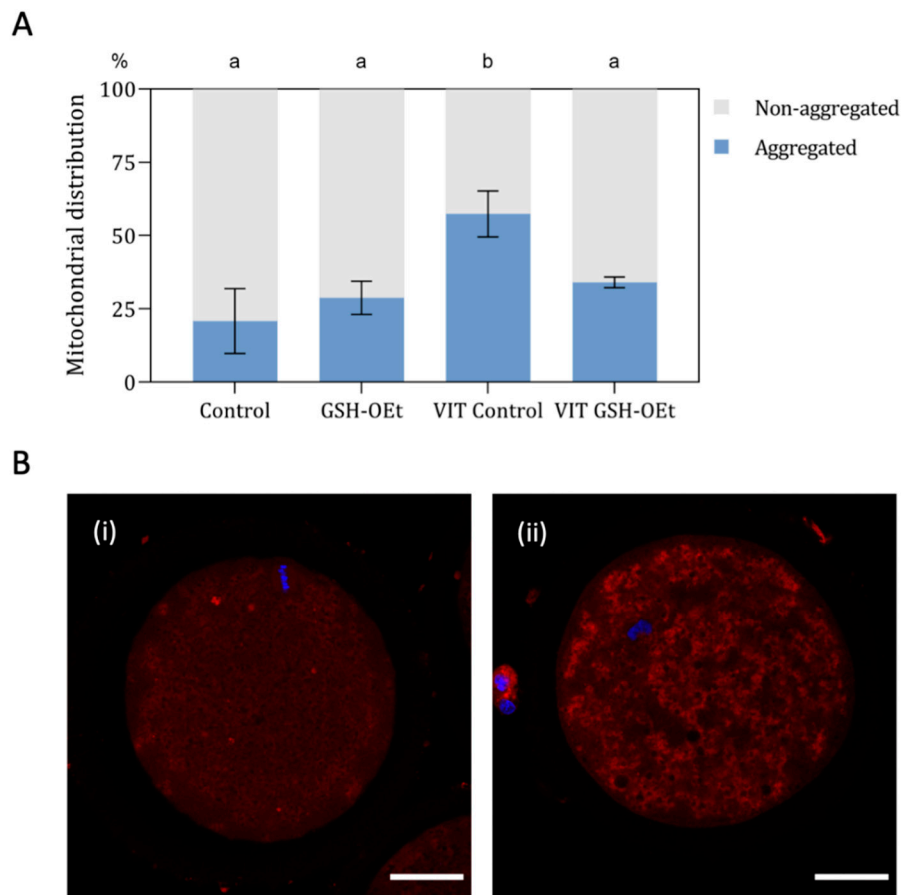 A
% a a b a
100
75
50
25
0
Mitochondrial distribution
Control GSH-OEt VIT Control VIT GSH-OEt
Non-aggregated
Aggregated
B
(i)
(ii)